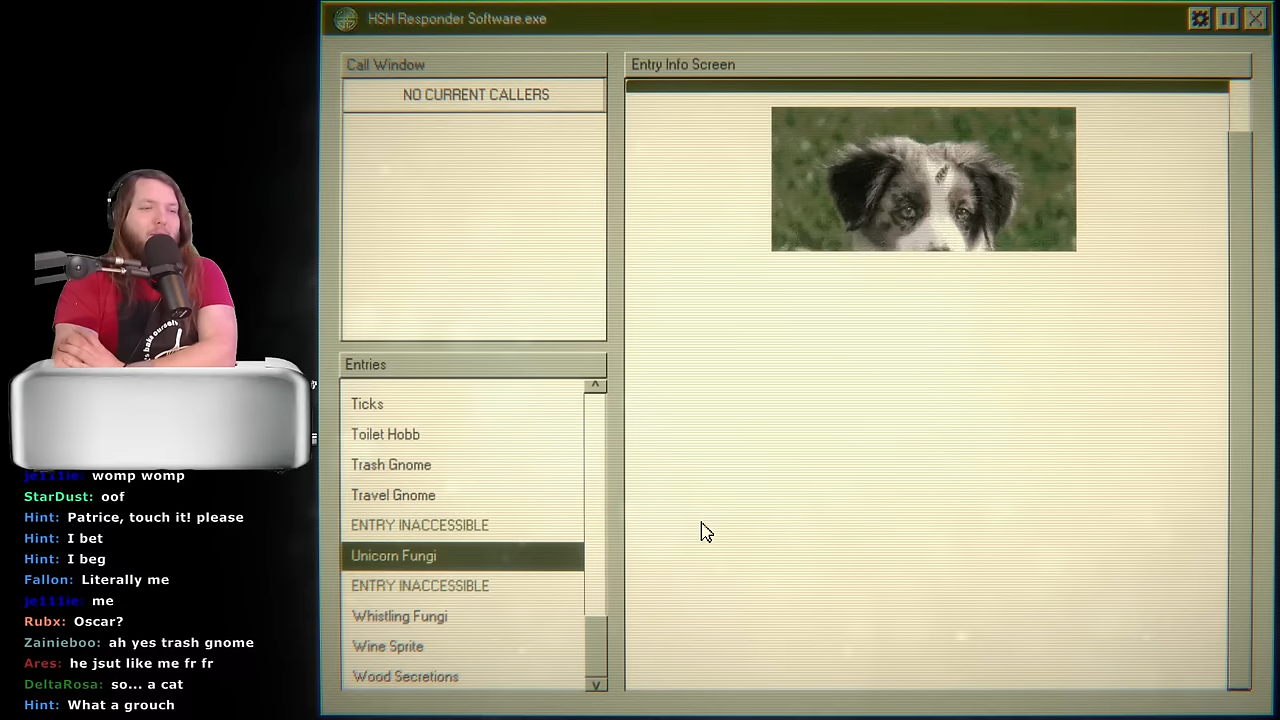 HSH Responder Software.exe
Call Window
NO CURRENT CALLERS
Entry Info Screen
Entries
Ticks
Toilet Hobb
Trash Gnome
Travel Gnome
ENTRY INACCESSIBLE
Unicorn Fungi
ENTRY INACCESSIBLE
Whistling Fungi
Wine Sprite
Wood Secretions
je111ie: womp womp
StarDust: oof
Hint: Patrice, touch it! please
Hint: I bet
Hint: I beg
Fallon: Literally me
je111ie: me
Rubx: Oscar?
Zainieboo: ah yes trash gnome
Ares: he jsut like me fr fr
DeltaRosa: so... a cat
Hint: What a grouch